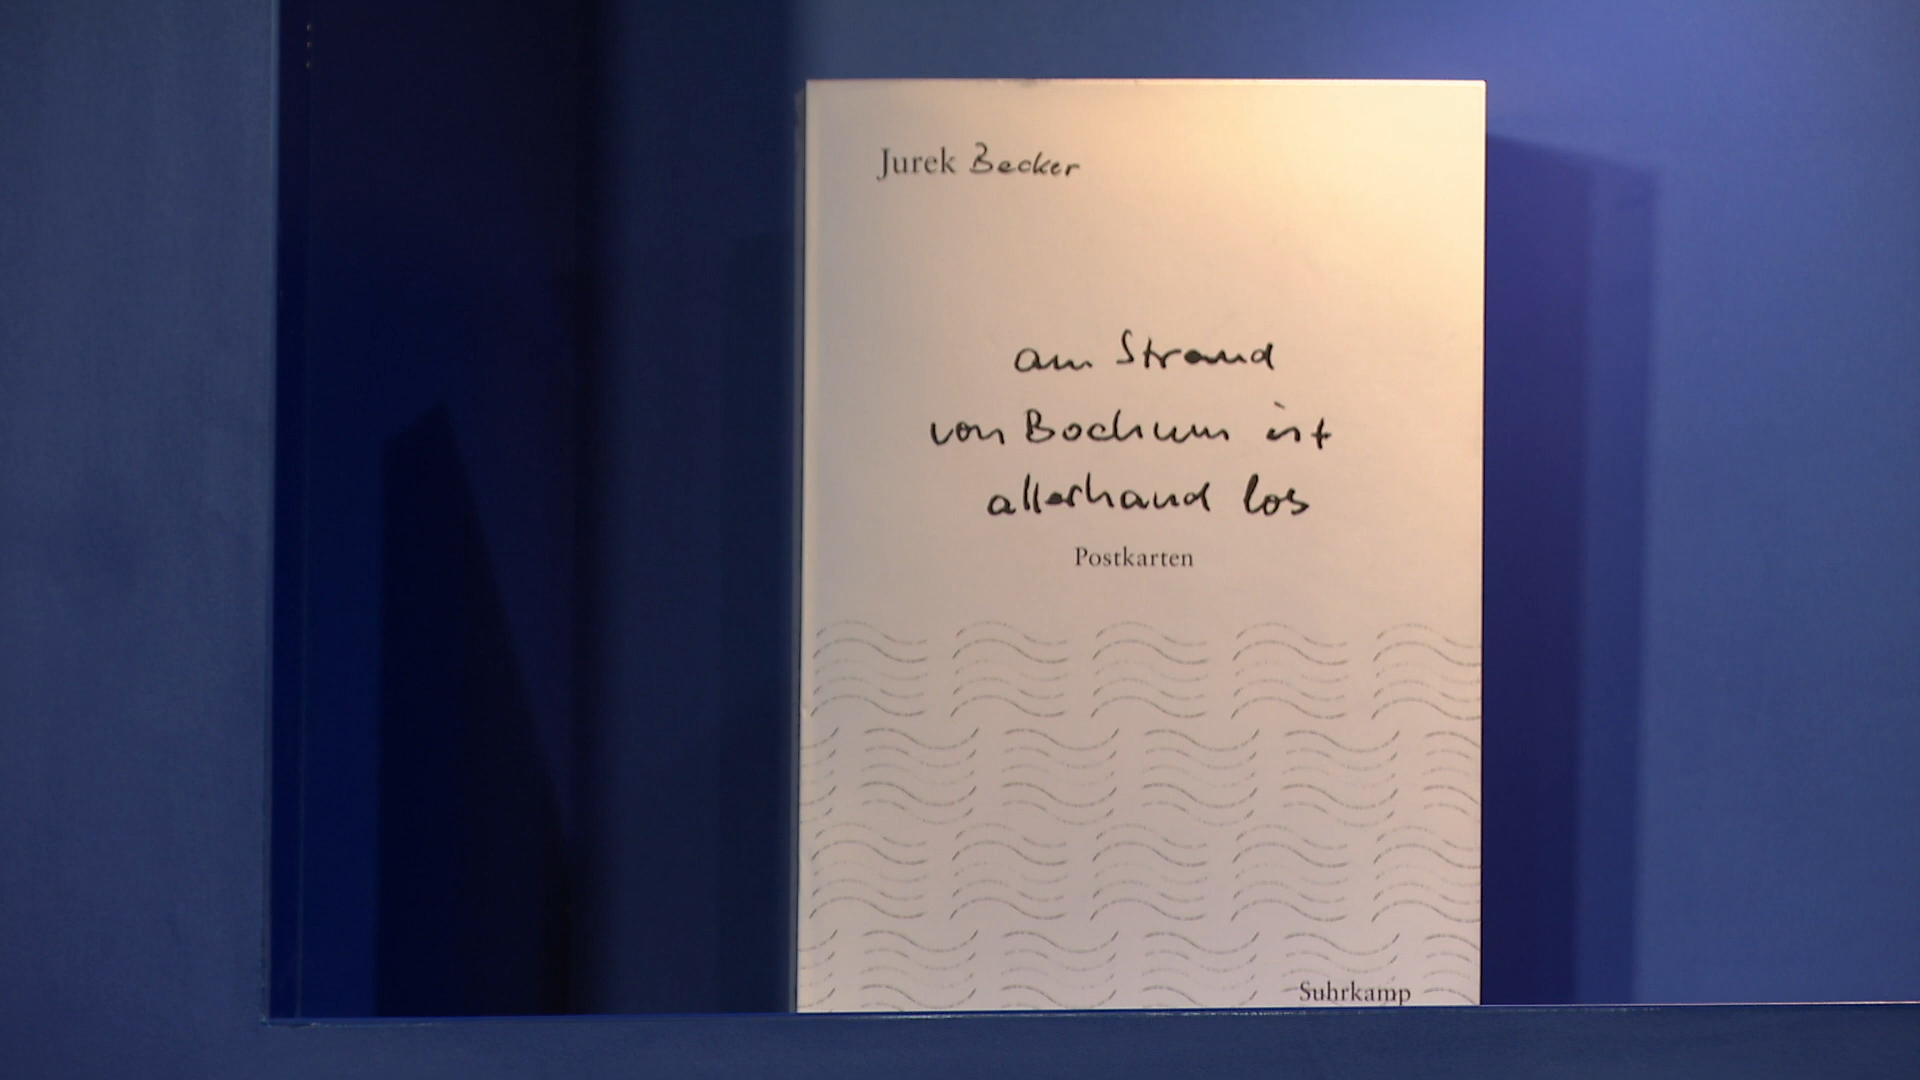 Jurek Becker
am Strand
von Bochum ist
allerhand los
Postkarten
Suhrkamp